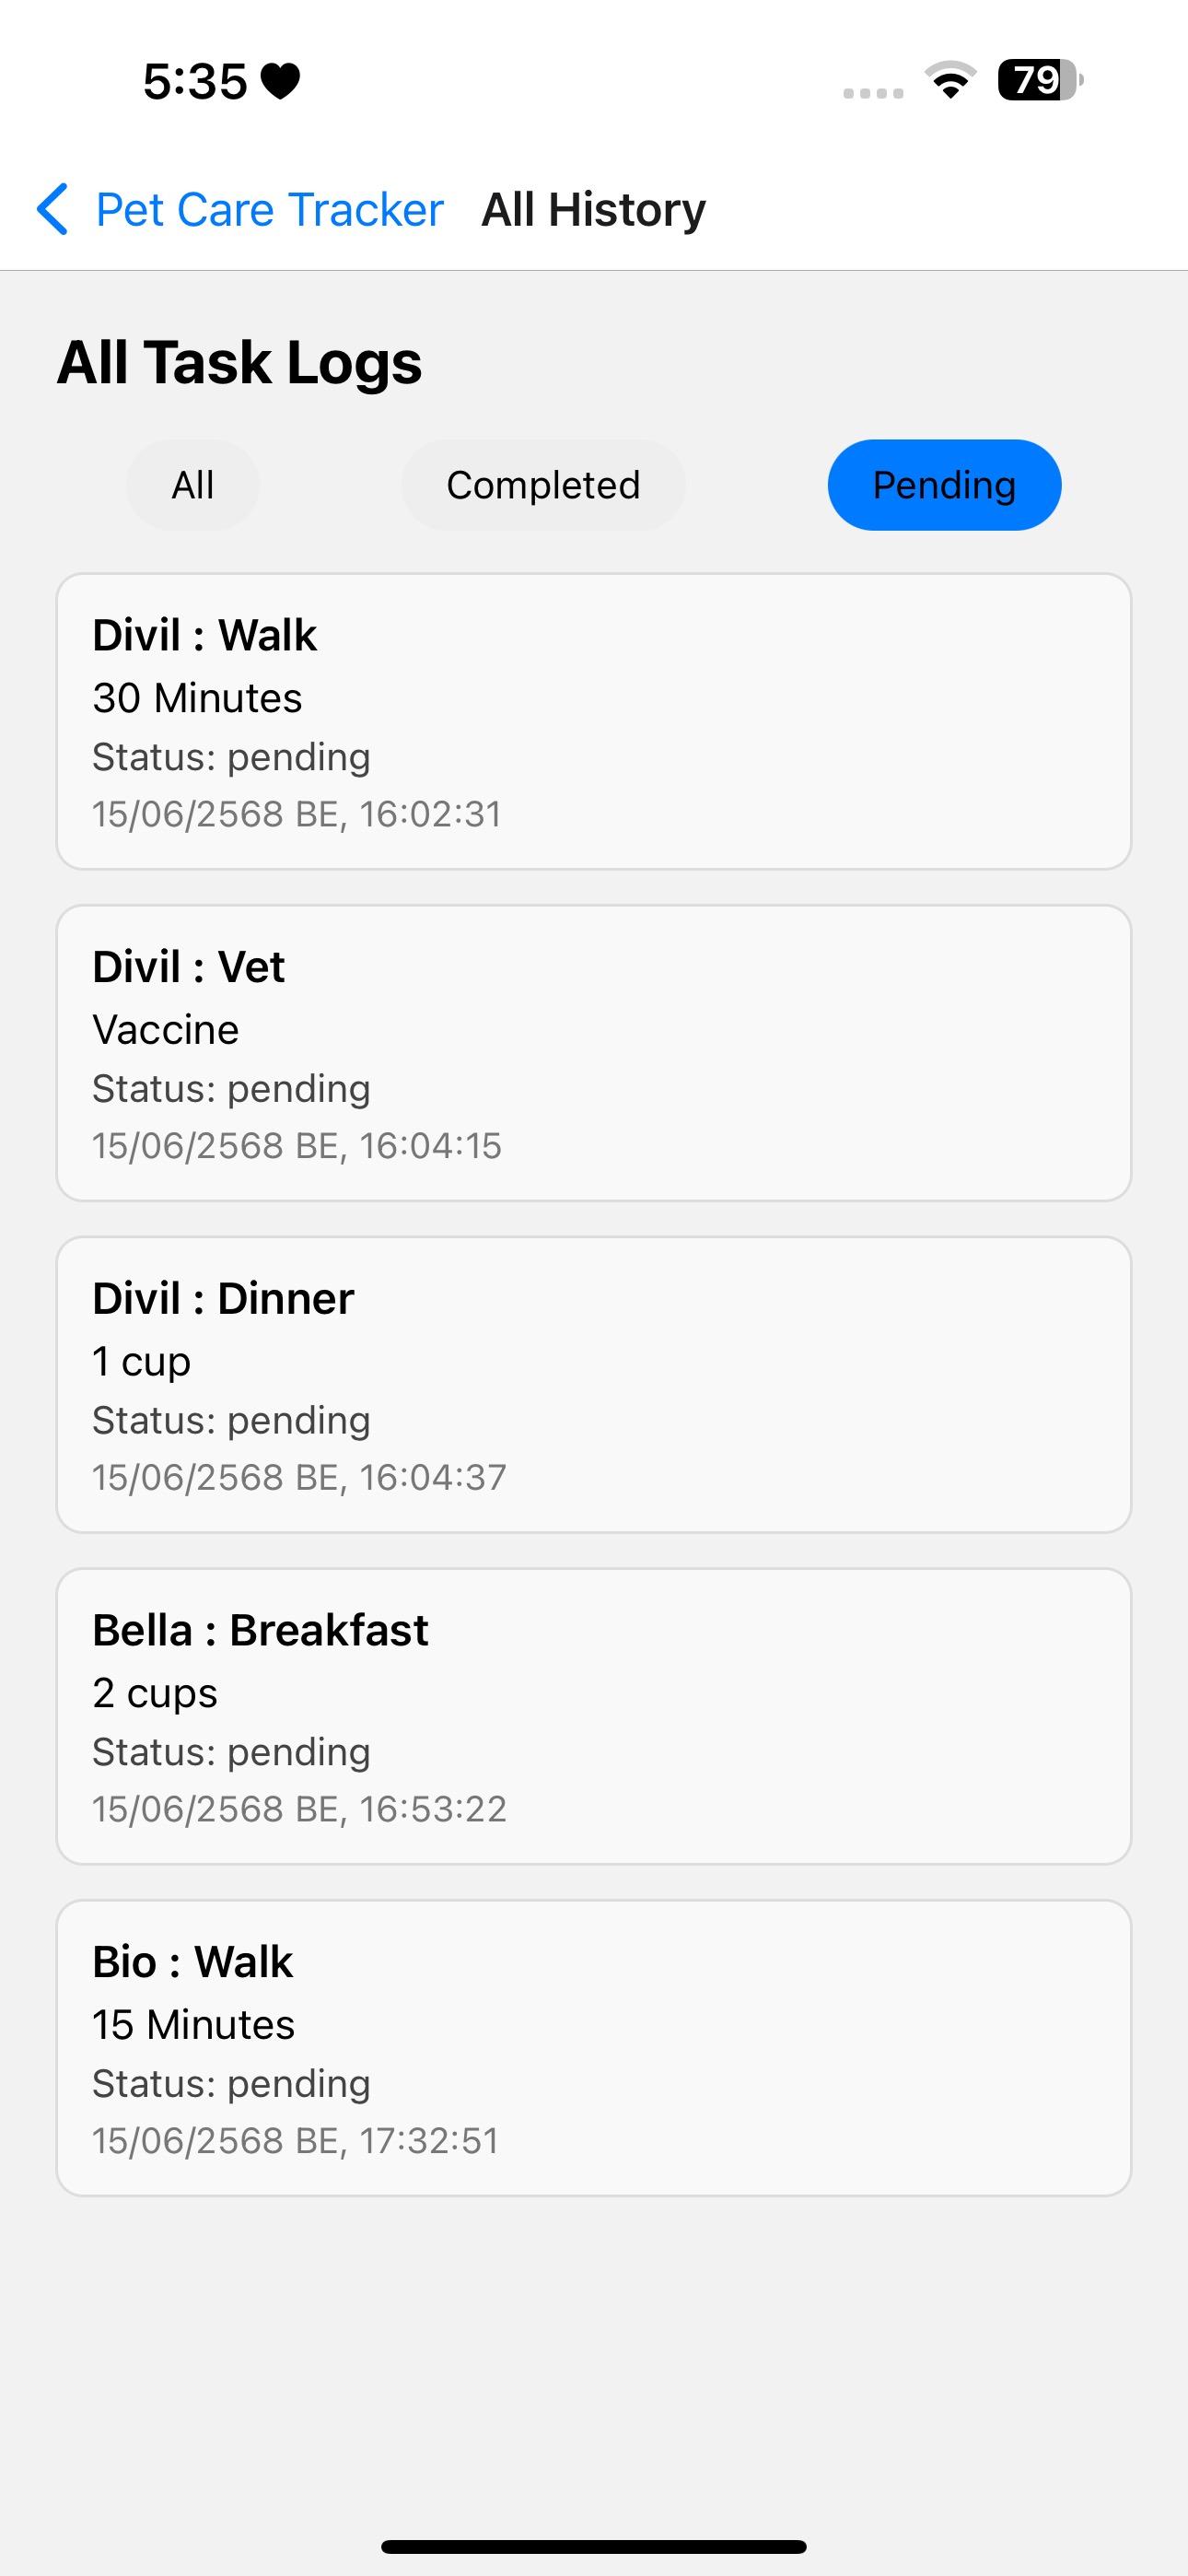 5:35
79
Pet Care Tracker All History
All Task Logs
All Completed Pending
Divil : Walk
30 Minutes
Status: pending
15/06/2568 BE, 16:02:31
Divil : Vet
Vaccine
Status: pending
15/06/2568 BE, 16:04:15
Divil : Dinner
1 cup
Status: pending
15/06/2568 BE, 16:04:37
Bella : Breakfast
2 cups
Status: pending
15/06/2568 BE, 16:53:22
Bio : Walk
15 Minutes
Status: pending
15/06/2568 BE, 17:32:51